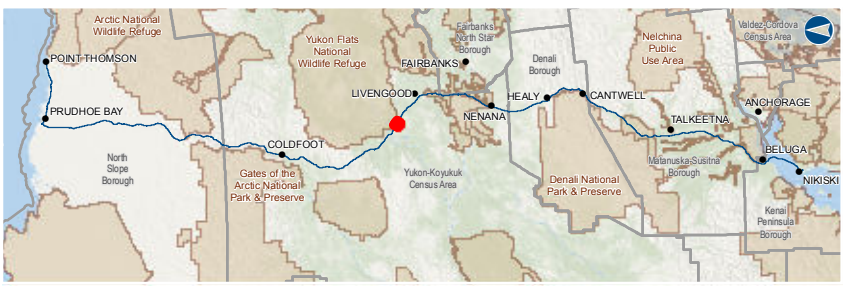 Arctic National
Wildlife Refuge
POINT THOMSON
PRUDHOE BAY
North
Slope
Borough
COLDFOOT
Gates of the
Arctic National
Park & Preserve
Yukon Flats
National
Wildlife Refuge
LIVENGOOD
Fairbanks
North Star
Borough
FAIRBANKS
NENANA
Yukon-Koyukuk
Census Area
Denali
Borough
HEALY
CANTWELL
Denali National
Park & Preserve
Nelchina
Public
Use Area
TALKEETNA
Matanuska-Susitna
Borough
Valdez-Cordova
Census Area
ANCHORAGE
BELUGA
NIKISKI
Kenai
Peninsula
Borough